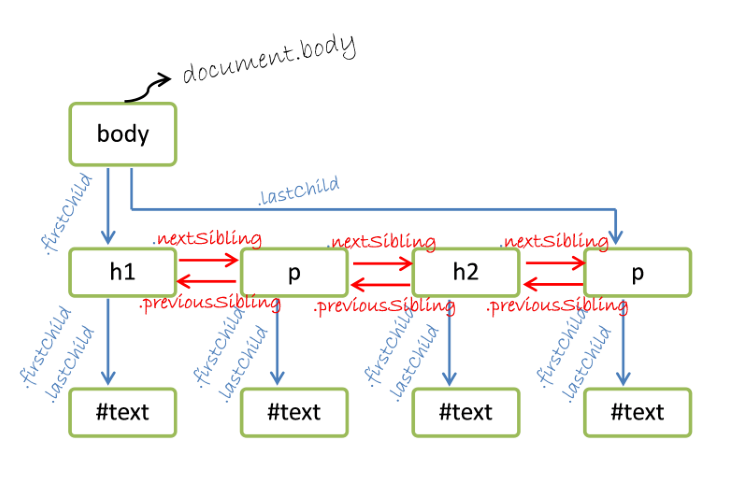 document.body
body
.firstChild
.lastChild
.nextSibling
.nextSibling
.nextSibling
h1
p
h2
p
.previousSibling
.previousSibling
.previousSibling
.firstChild
.lastChild
.firstChild
.lastChild
.firstChild
.lastChild
.firstChild
.lastChild
#text
#text
#text
#text